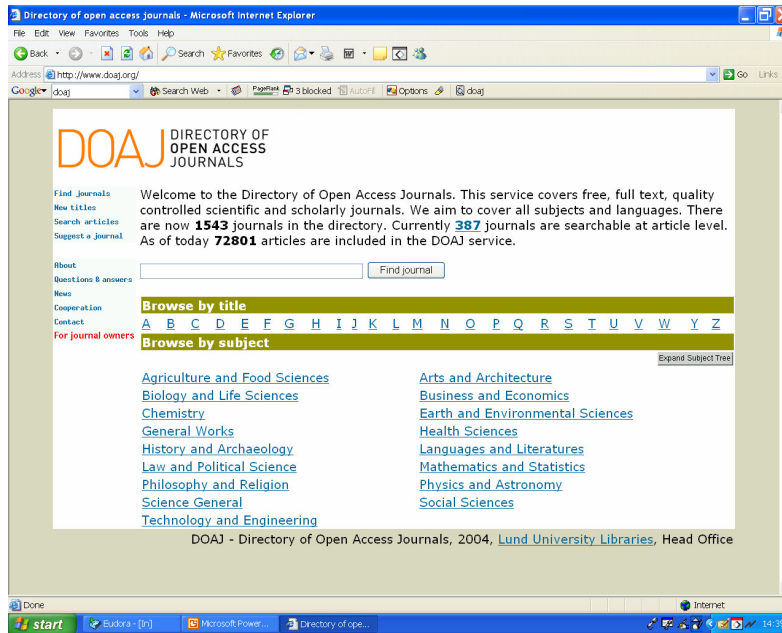 Directory of open access journals - Microsoft Internet Explorer
File Edit View Favorites Tools Help
Back Search Favorites
Address http://www.doaj.org/ Go Links
Google doaj Search Web PageRank 3 blocked AutoFill Options doaj
DOAJ DIRECTORY OF
OPEN ACCESS
JOURNALS
Find journals
New titles
Search articles
Suggest a journal
About
Questions & answers
News
Cooperation
Contact
For journal owners
Welcome to the Directory of Open Access Journals. This service covers free, full text, quality
controlled scientific and scholarly journals. We aim to cover all subjects and languages. There
are now 1543 journals in the directory. Currently 387 journals are searchable at article level.
As of today 72801 articles are included in the DOAJ service.
Find journal
Browse by title
A B C D E F G H I J K L M N O P Q R S T U V W Y Z
Browse by subject
Expand Subject Tree
Agriculture and Food Sciences Arts and Architecture
Biology and Life Sciences Business and Economics
Chemistry Earth and Environmental Sciences
General Works Health Sciences
History and Archaeology Languages and Literatures
Law and Political Science Mathematics and Statistics
Philosophy and Religion Physics and Astronomy
Science General Social Sciences
Technology and Engineering
DOAJ - Directory of Open Access Journals, 2004, Lund University Libraries, Head Office
Done Internet
start Eudora - [In] Microsoft Power... Directory of ope...